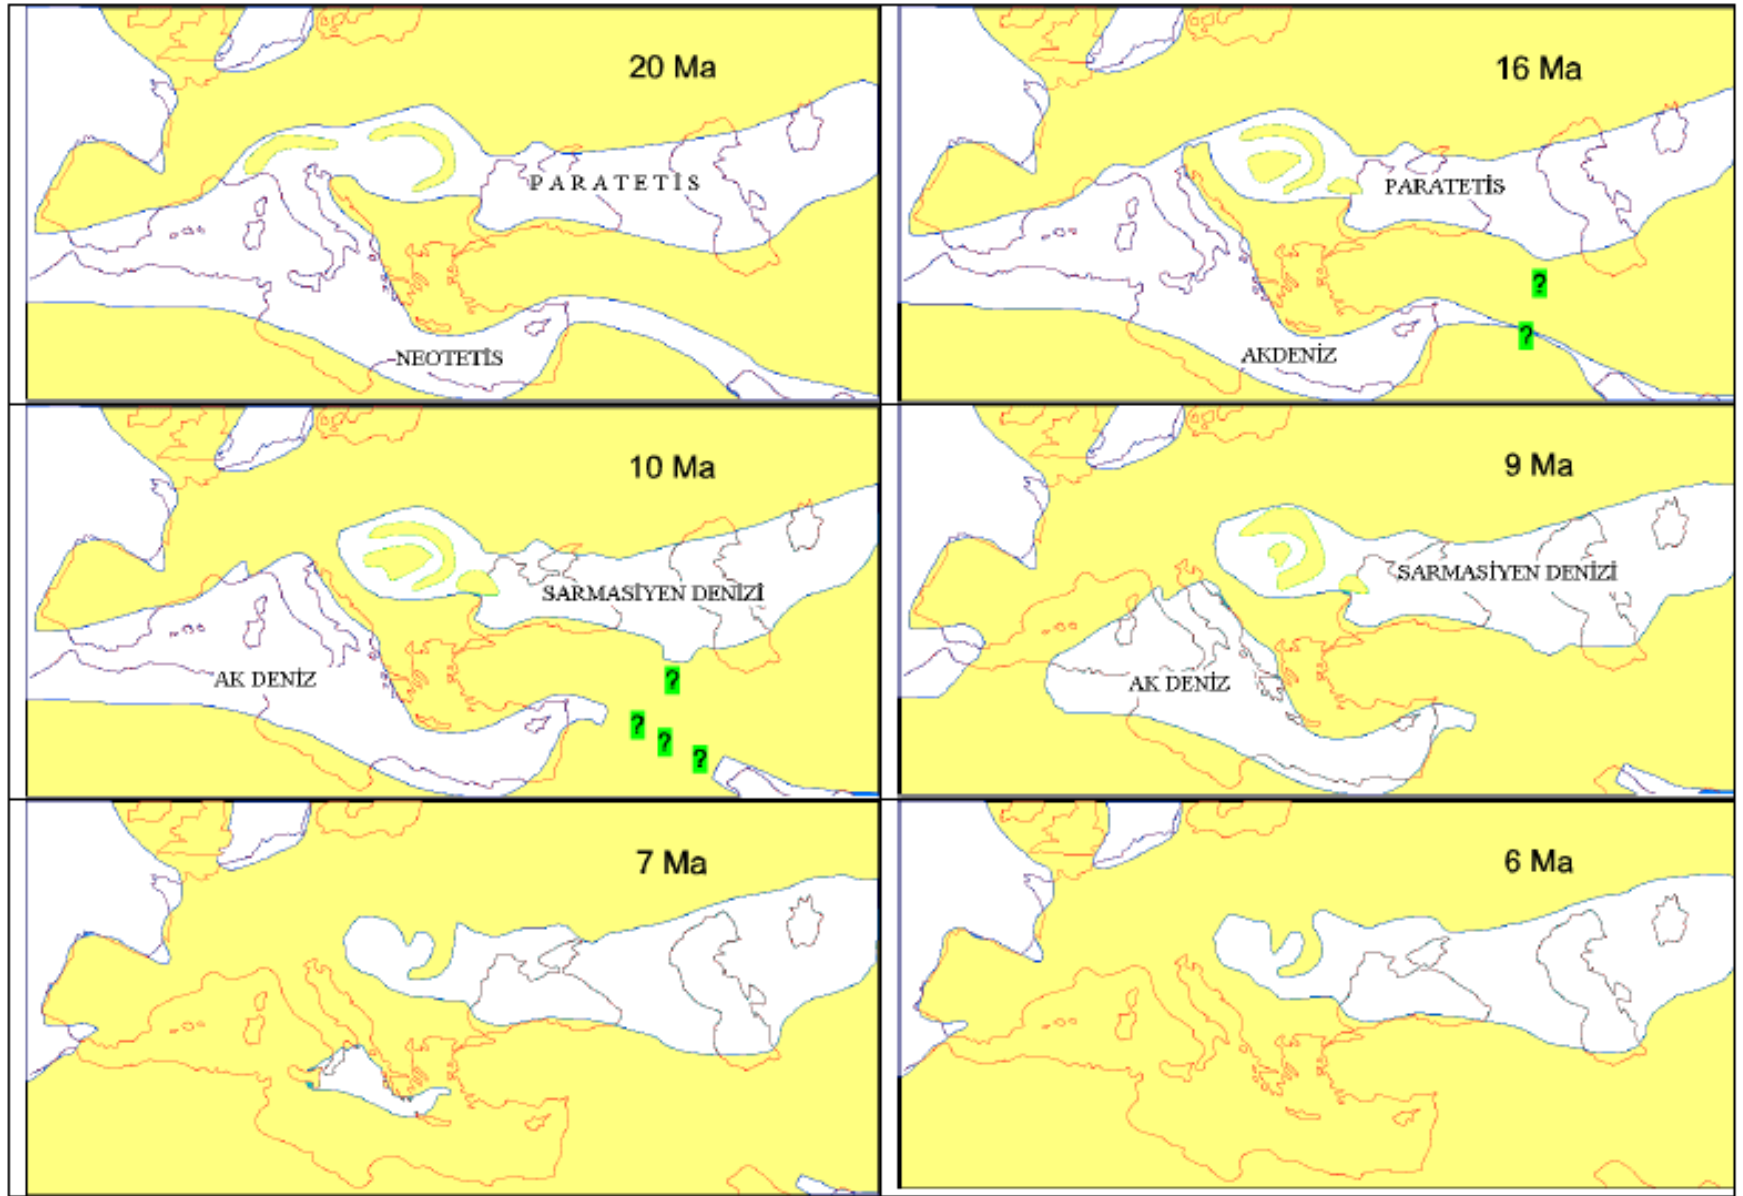 20 Ma
PARATETİS
NEOTETİS
16 Ma
PARATETİS
?
?
AKDENİZ
10 Ma
SARMASİYEN DENİZİ
AK DENİZ
?
?
?
?
9 Ma
SARMASİYEN DENİZİ
AK DENİZ
7 Ma
6 Ma